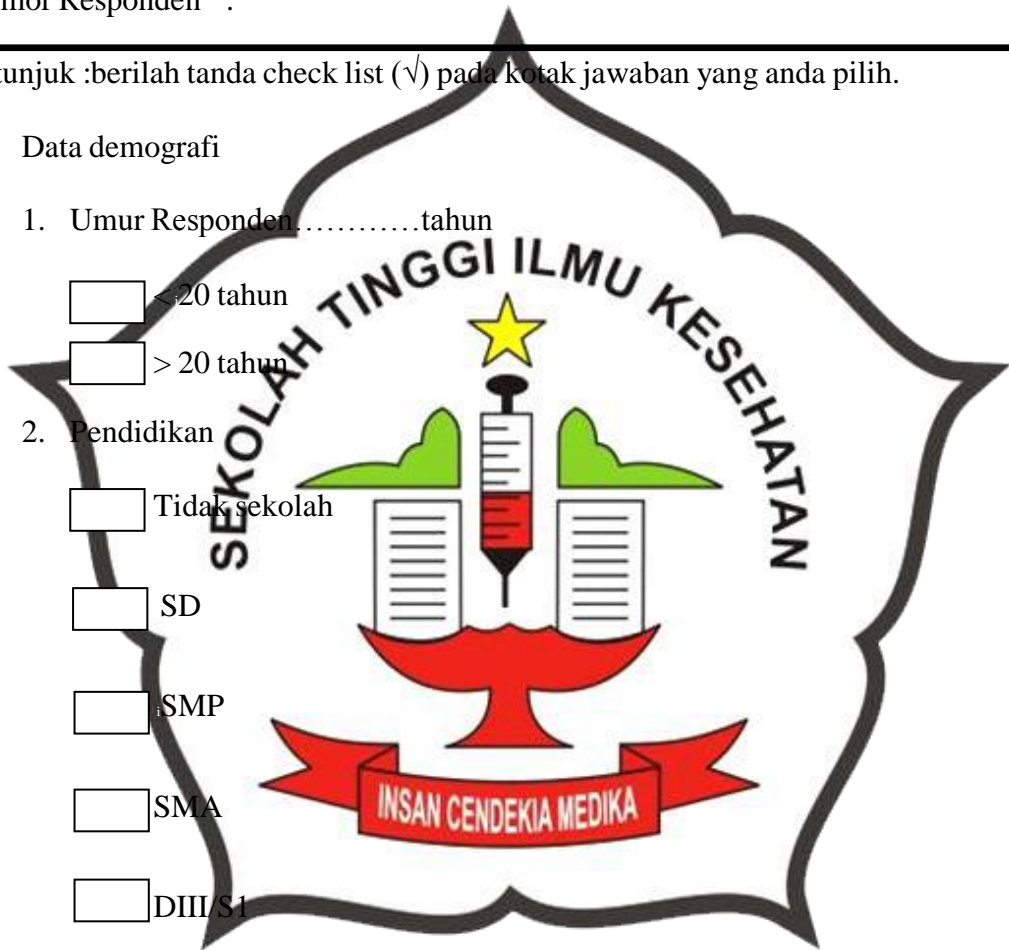 mor Responden :
tunjuk :berilah tanda check list (√) pada kotak jawaban yang anda pilih.
Data demografi
1. Umur Responden…………tahun
< 20 tahun
> 20 tahun
2. Pendidikan
Tidak sekolah
SD
SMP
SMA
DIII/S1
SEKOLAH TINGGI ILMU KESEHATAN
INSAN CENDEKIA MEDIKA